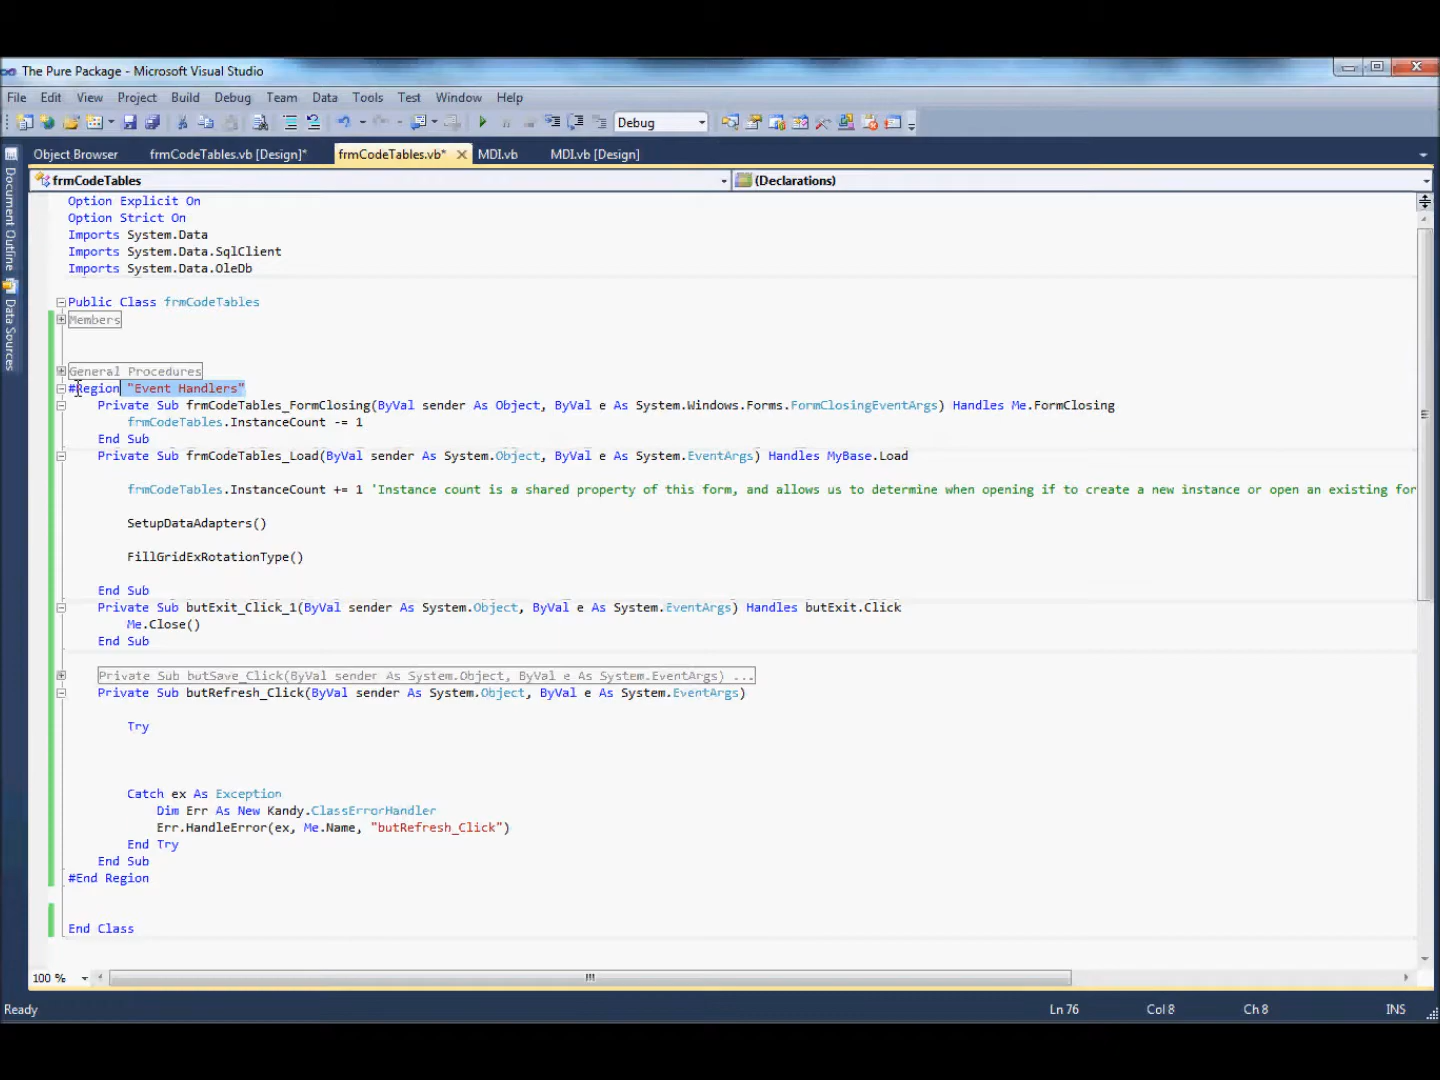 The Pure Package - Microsoft Visual Studio
File Edit View Project Build Debug Team Data Tools Test Window Help
Debug
Object Browser frmCodeTables.vb [Design]* frmCodeTables.vb* MDI.vb MDI.vb [Design]
frmCodeTables (Declarations)
Document Outline
Data Sources
Option Explicit On
Option Strict On
Imports System.Data
Imports System.Data.SqlClient
Imports System.Data.OleDb
Public Class frmCodeTables
Members
General Procedures
#Region "Event Handlers"
Private Sub frmCodeTables_FormClosing(ByVal sender As Object, ByVal e As System.Windows.Forms.FormClosingEventArgs) Handles Me.FormClosing
frmCodeTables.InstanceCount -= 1
End Sub
Private Sub frmCodeTables_Load(ByVal sender As System.Object, ByVal e As System.EventArgs) Handles MyBase.Load
frmCodeTables.InstanceCount += 1 'Instance count is a shared property of this form, and allows us to determine when opening if to create a new instance or open an existing for
SetupDataAdapters()
FillGridExRotationType()
End Sub
Private Sub butExit_Click_1(ByVal sender As System.Object, ByVal e As System.EventArgs) Handles butExit.Click
Me.Close()
End Sub
Private Sub butSave_Click(ByVal sender As System.Object, ByVal e As System.EventArgs) ...
Private Sub butRefresh_Click(ByVal sender As System.Object, ByVal e As System.EventArgs)
Try
Catch ex As Exception
Dim Err As New Kandy.ClassErrorHandler
Err.HandleError(ex, Me.Name, "butRefresh_Click")
End Try
End Sub
#End Region
End Class
100 %
Ready Ln 76 Col 8 Ch 8 INS